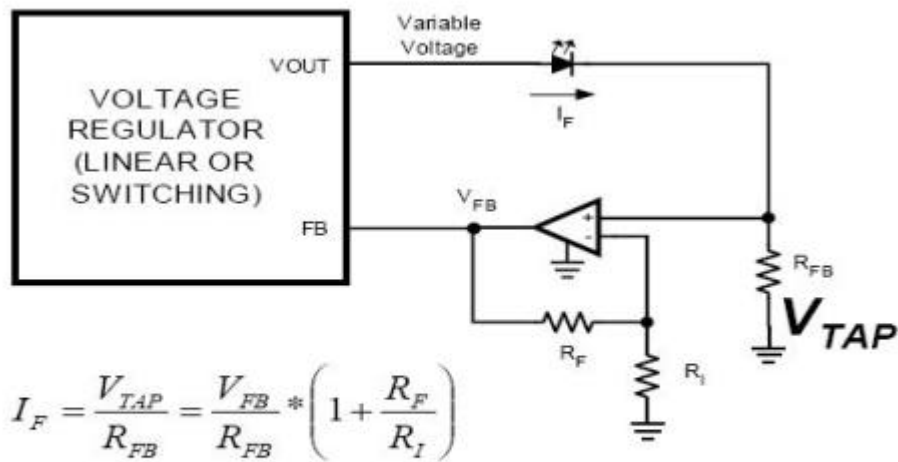 Variable
Voltage
VOUT
VOLTAGE
REGULATOR
(LINEAR OR
SWITCHING)
I_F
V_FB
FB
+
-
R_FB
V_TAP
R_F
R_I
I_F = V_TAP / R_FB = V_FB / R_FB * ( 1 + R_F / R_I )